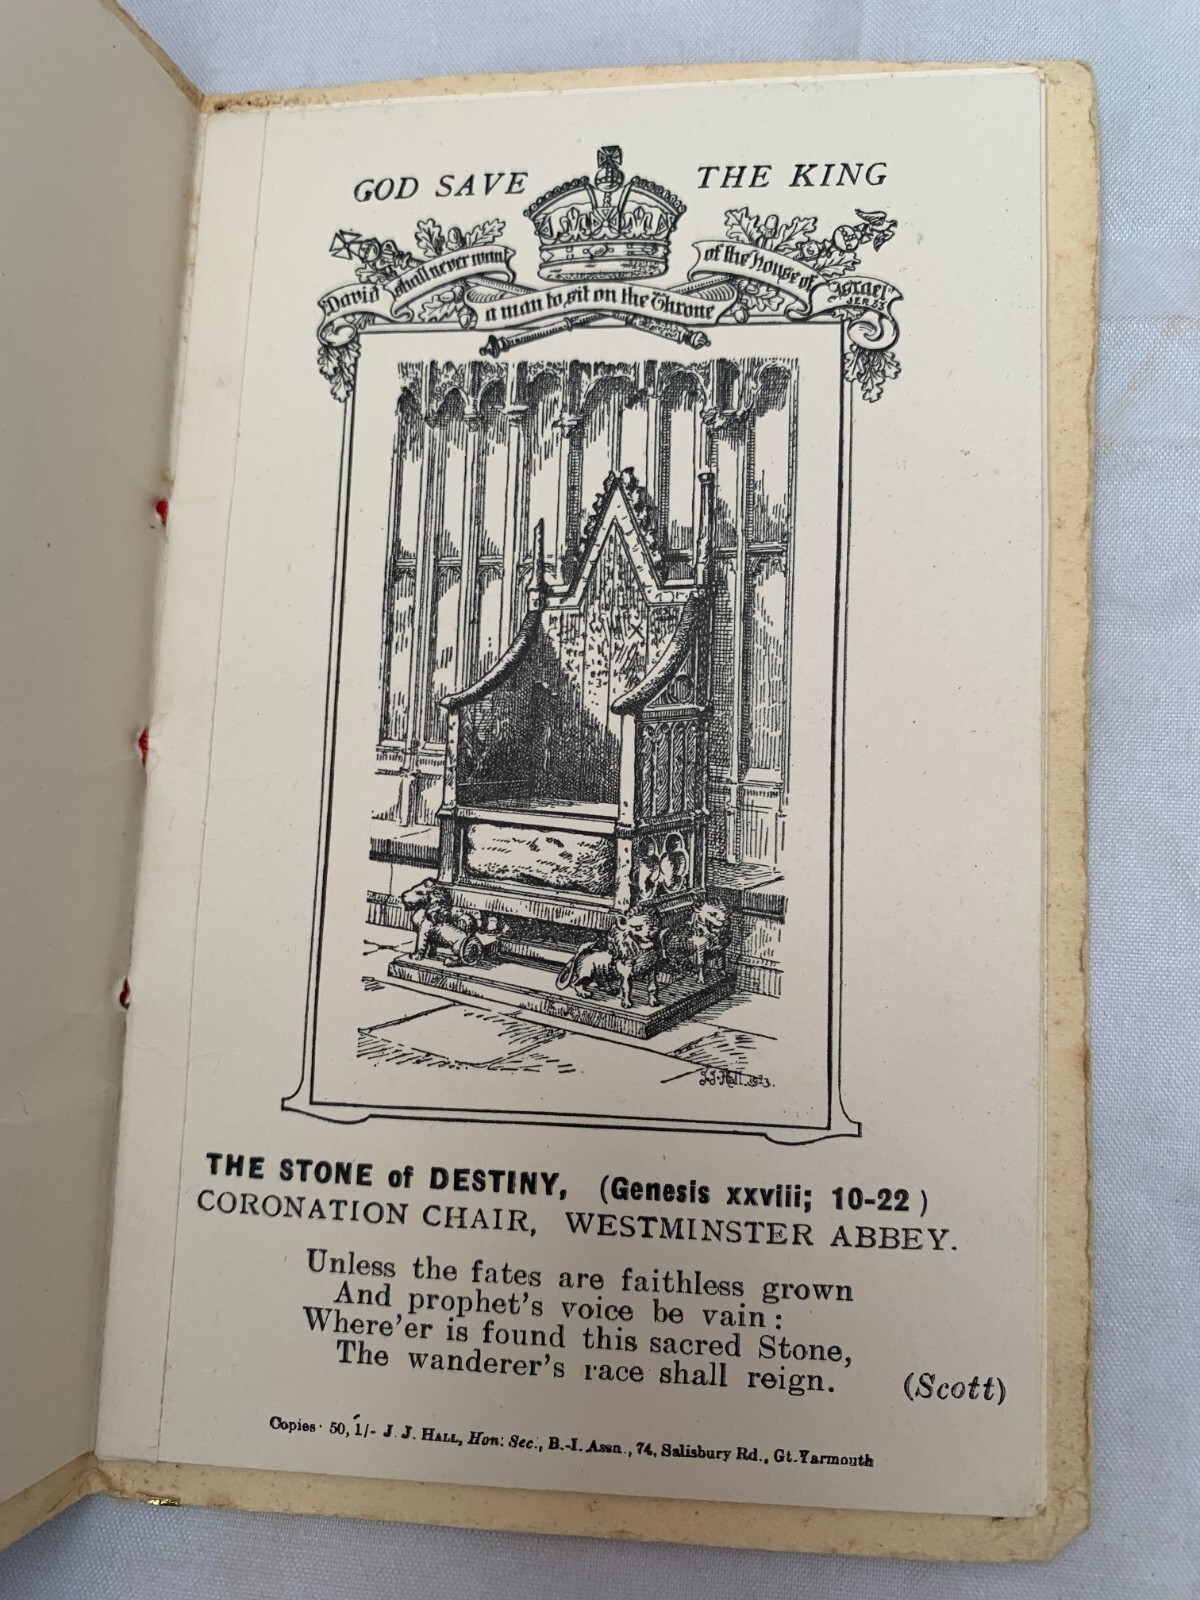 GOD SAVE THE KING
David shall never want a man to sit on the Throne of the House of Israel
JER 33
J.J. Hall.
THE STONE of DESTINY, (Genesis xxviii; 10-22 )
CORONATION CHAIR, WESTMINSTER ABBEY.
Unless the fates are faithless grown
And prophet's voice be vain :
Where'er is found this sacred Stone,
The wanderer's race shall reign. (Scott)
Copies· 50, 1/- J. J. HALL, Hon: Sec., B.-I. Assn., 74, Salisbury Rd., Gt. Yarmouth